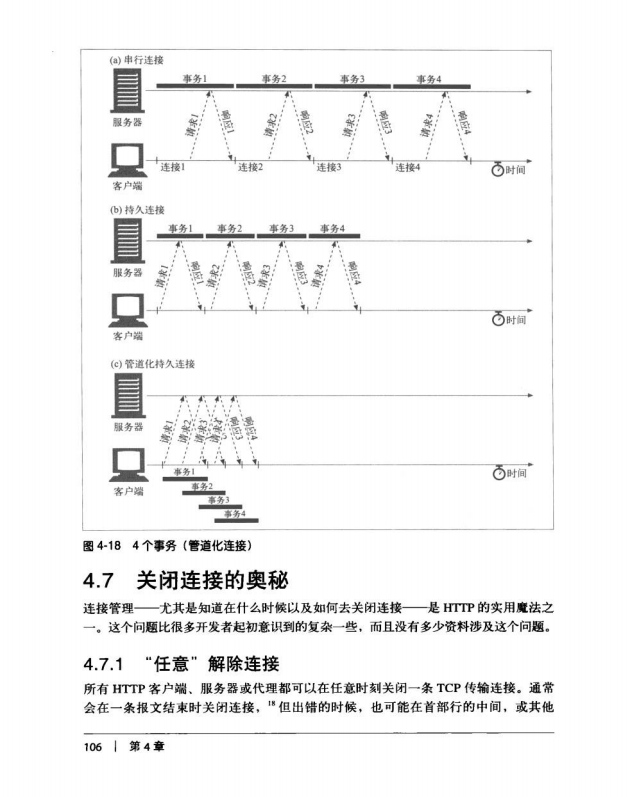 (a) 串行连接
事务1 事务2 事务3 事务4
服务器
请求1 响应1 请求2 响应2 请求3 响应3 请求4 响应4
连接1 连接2 连接3 连接4 时间
客户端
(b) 持久连接
事务1 事务2 事务3 事务4
服务器
请求1 响应1 请求2 响应2 请求3 响应3 请求4 响应4
时间
客户端
(c) 管道化持久连接
服务器
请求1 请求2 请求3 请求4 响应3 响应4
客户端
事务1
时间
事务2
事务3
事务4
图 4-18 4 个事务（管道化连接）
4.7 关闭连接的奥秘
连接管理——尤其是知道在什么时候以及如何去关闭连接——是 HTTP 的实用魔法之
一。这个问题比很多开发者起初意识到的复杂一些，而且没有多少资料涉及这个问题。
4.7.1 “任意”解除连接
所有 HTTP 客户端、服务器或代理都可以在任意时刻关闭一条 TCP 传输连接。通常
会在一条报文结束时关闭连接，18 但出错的时候，也可能在首部行的中间，或其他
106 | 第 4 章